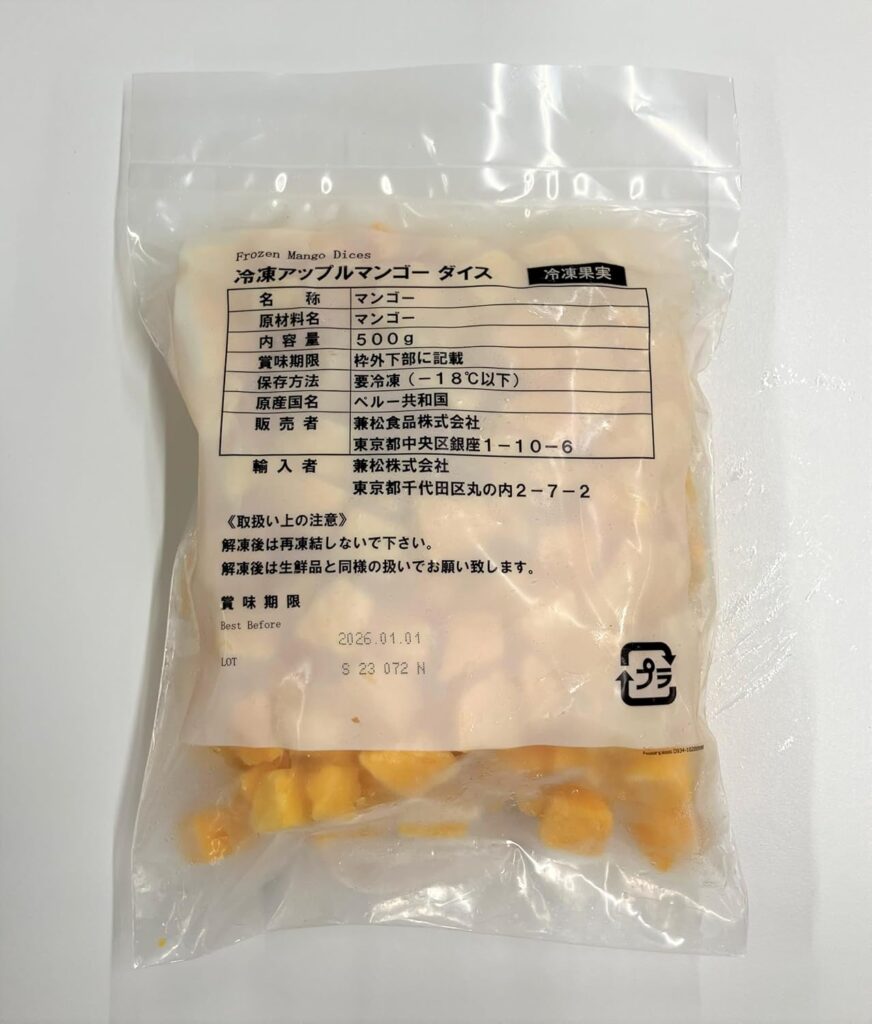 Frozen Mango Dices
冷凍アップルマンゴー ダイス 冷凍果実
名 称 マンゴー
原材料名 マンゴー
内 容 量 ５００ｇ
賞味期限 枠外下部に記載
保存方法 要冷凍（－１８℃以下）
原産国名 ペルー共和国
販 売 者 兼松食品株式会社
東京都中央区銀座１－１０－６
輸 入 者 兼松株式会社
東京都千代田区丸の内２－７－２
《取扱い上の注意》
解凍後は再凍結しないで下さい。
解凍後は生鮮品と同様の扱いでお願い致します。
賞 味 期 限
Best Before 2026.01.01
LOT S 23 072 N
プラ